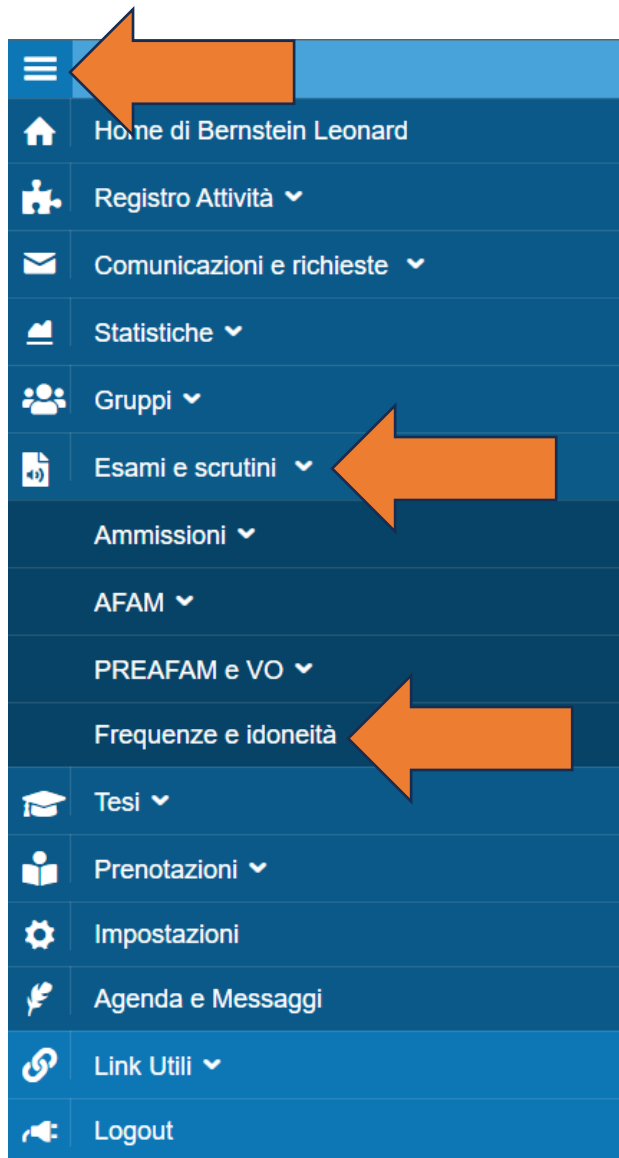 Home di Bernstein Leonard
Registro Attività
Comunicazioni e richieste
Statistiche
Gruppi
Esami e scrutini
Ammissioni
AFAM
PREAFAM e VO
Frequenze e idoneità
Tesi
Prenotazioni
Impostazioni
Agenda e Messaggi
Link Utili
Logout